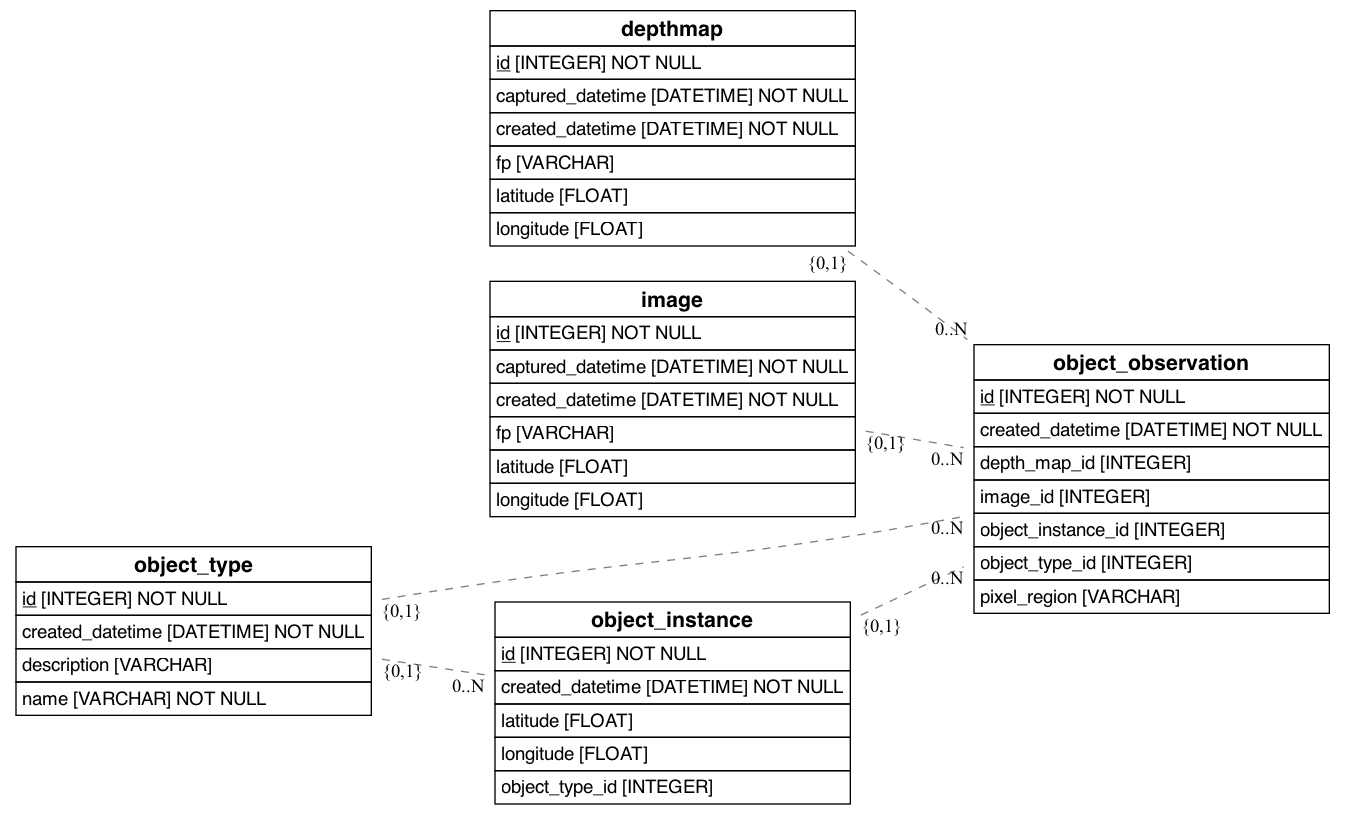 depthmap
id [INTEGER] NOT NULL
captured_datetime [DATETIME] NOT NULL
created_datetime [DATETIME] NOT NULL
fp [VARCHAR]
latitude [FLOAT]
longitude [FLOAT]
{0,1}
0..N
image
id [INTEGER] NOT NULL
captured_datetime [DATETIME] NOT NULL
created_datetime [DATETIME] NOT NULL
fp [VARCHAR]
latitude [FLOAT]
longitude [FLOAT]
{0,1}
0..N
object_observation
id [INTEGER] NOT NULL
created_datetime [DATETIME] NOT NULL
depth_map_id [INTEGER]
image_id [INTEGER]
object_instance_id [INTEGER]
object_type_id [INTEGER]
pixel_region [VARCHAR]
0..N
0..N
object_type
id [INTEGER] NOT NULL
created_datetime [DATETIME] NOT NULL
description [VARCHAR]
name [VARCHAR] NOT NULL
{0,1}
{0,1}
0..N
object_instance
id [INTEGER] NOT NULL
created_datetime [DATETIME] NOT NULL
latitude [FLOAT]
longitude [FLOAT]
object_type_id [INTEGER]
{0,1}